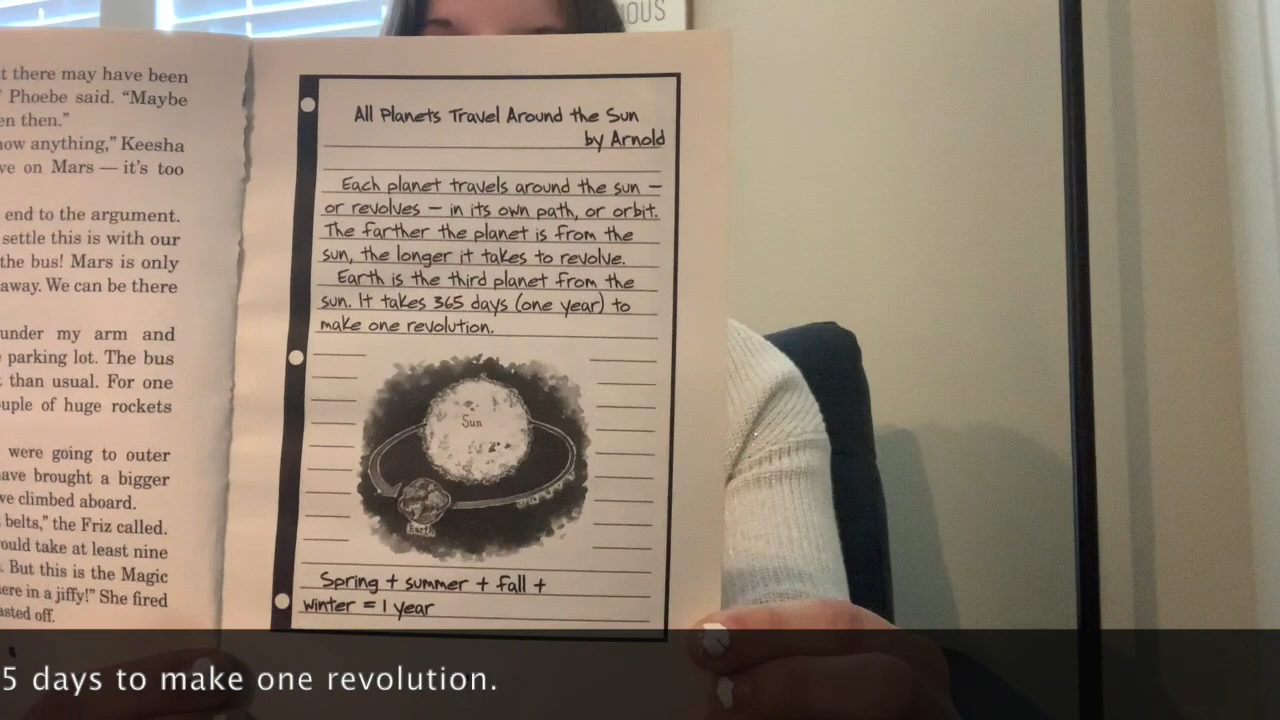 IOUS
t there may have been
Phoebe said. “Maybe
en then.”
now anything,” Keesha
ve on Mars — it's too
end to the argument.
settle this is with our
the bus! Mars is only
away. We can be there
under my arm and
parking lot. The bus
than usual. For one
uple of huge rockets
were going to outer
ave brought a bigger
we climbed aboard.
belts,” the Friz called.
ould take at least nine
. But this is the Magic
ere in a jiffy!” She fired
asted off.
All Planets Travel Around the Sun
by Arnold
Each planet travels around the sun —
or revolves — in its own path, or orbit.
The farther the planet is from the
sun, the longer it takes to revolve.
Earth is the third planet from the
sun. It takes 365 days (one year) to
make one revolution.
Sun
Earth
Spring + summer + fall +
winter = 1 year
5 days to make one revolution.